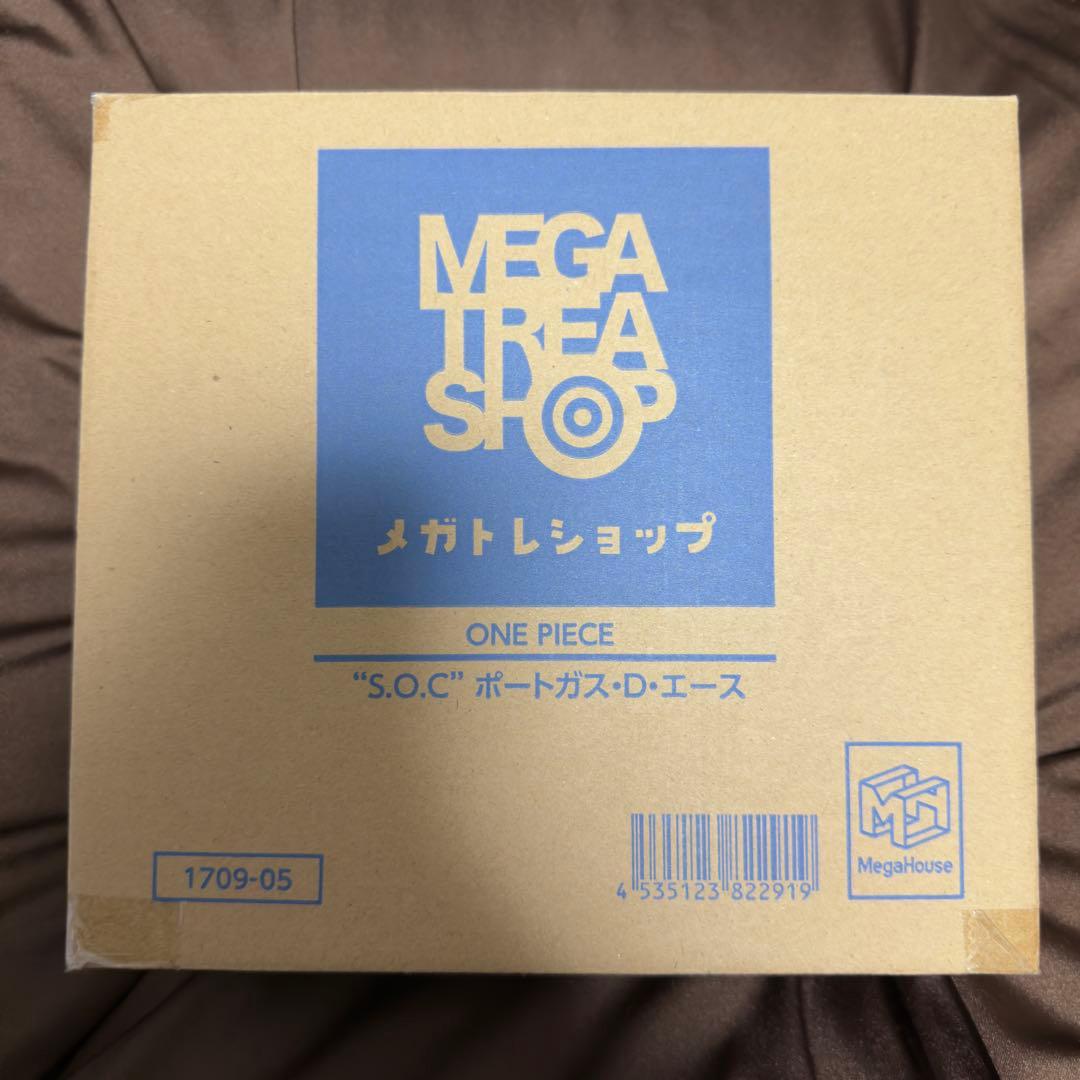 MEGA
TREA
SHOP
メガトレショップ
ONE PIECE
“S.O.C” ポートガス・D・エース
MegaHouse
1709-05
4 535123 822919